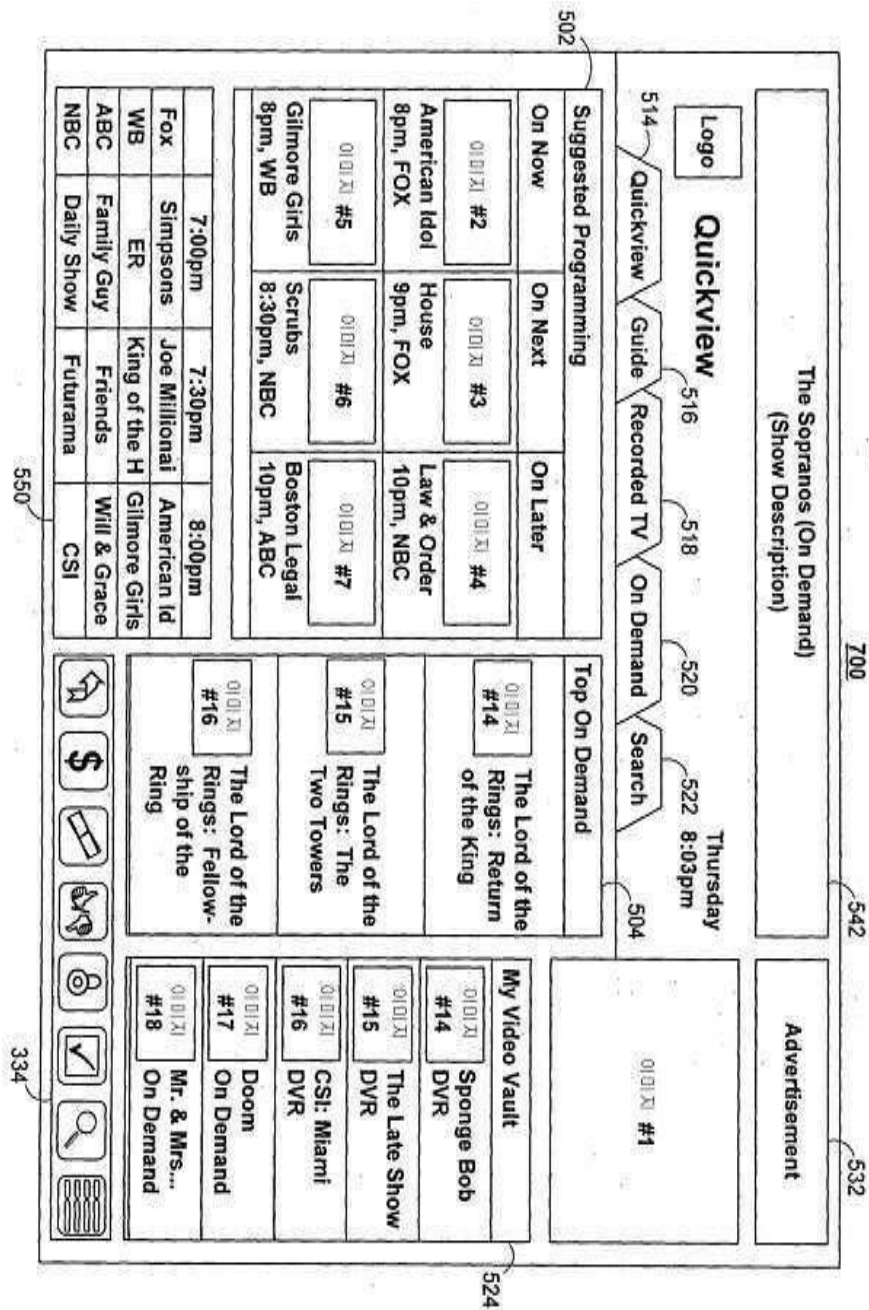 700
The Sopranos (On Demand)
(Show Description)
542
Advertisement
532
Logo
Quickview
Thursday
8:03pm
514
Quickview
Guide
516
Recorded TV
518
On Demand
520
Search
522
이미지 #1
502
Suggested Programming
On Now
On Next
On Later
이미지 #2
이미지 #3
이미지 #4
American Idol
8pm, FOX
House
9pm, FOX
Law & Order
10pm, NBC
이미지 #5
이미지 #6
이미지 #7
Gilmore Girls
8pm, WB
Scrubs
8:30pm, NBC
Boston Legal
10pm, ABC
504
Top On Demand
이미지
#14
The Lord of the
Rings: Return
of the King
이미지
#15
The Lord of the
Rings: The
Two Towers
이미지
#16
The Lord of the
Rings: Fellow-
ship of the
Ring
My Video Vault
524
이미지
#14
Sponge Bob
DVR
이미지
#15
The Late Show
DVR
이미지
#16
CSI: Miami
DVR
이미지
#17
Doom
On Demand
이미지
#18
Mr. & Mrs....
On Demand
7:00pm 7:30pm 8:00pm
Fox Simpsons Joe Millionai American Id
WB ER King of the H Gilmore Girls
ABC Family Guy Friends Will & Grace
NBC Daily Show Futurama CSI
550
$
334